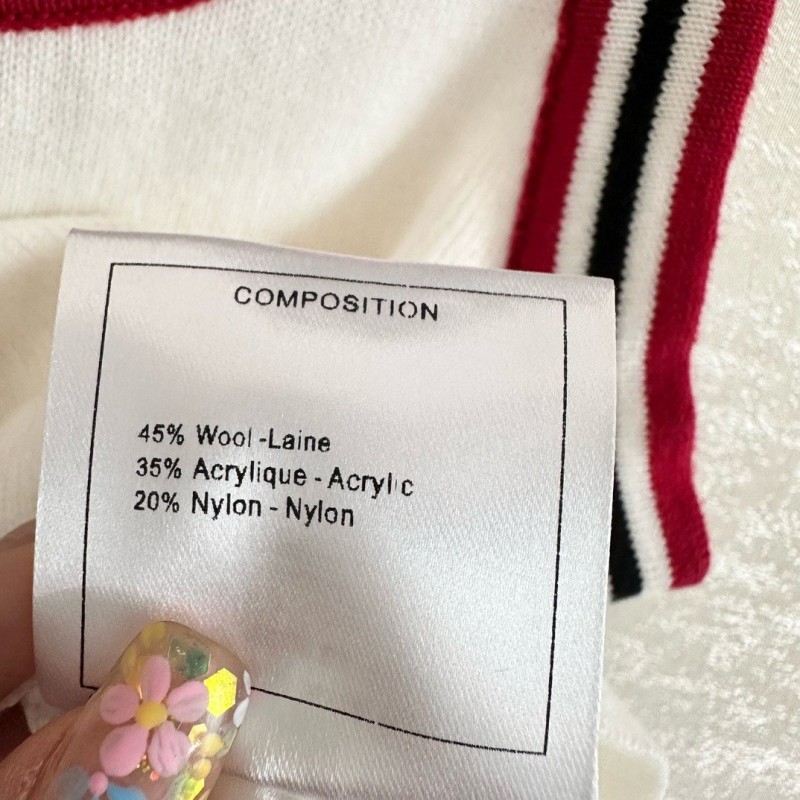 COMPOSITION
45% Wool -Laine
35% Acrylique - Acrylic
20% Nylon - Nylon